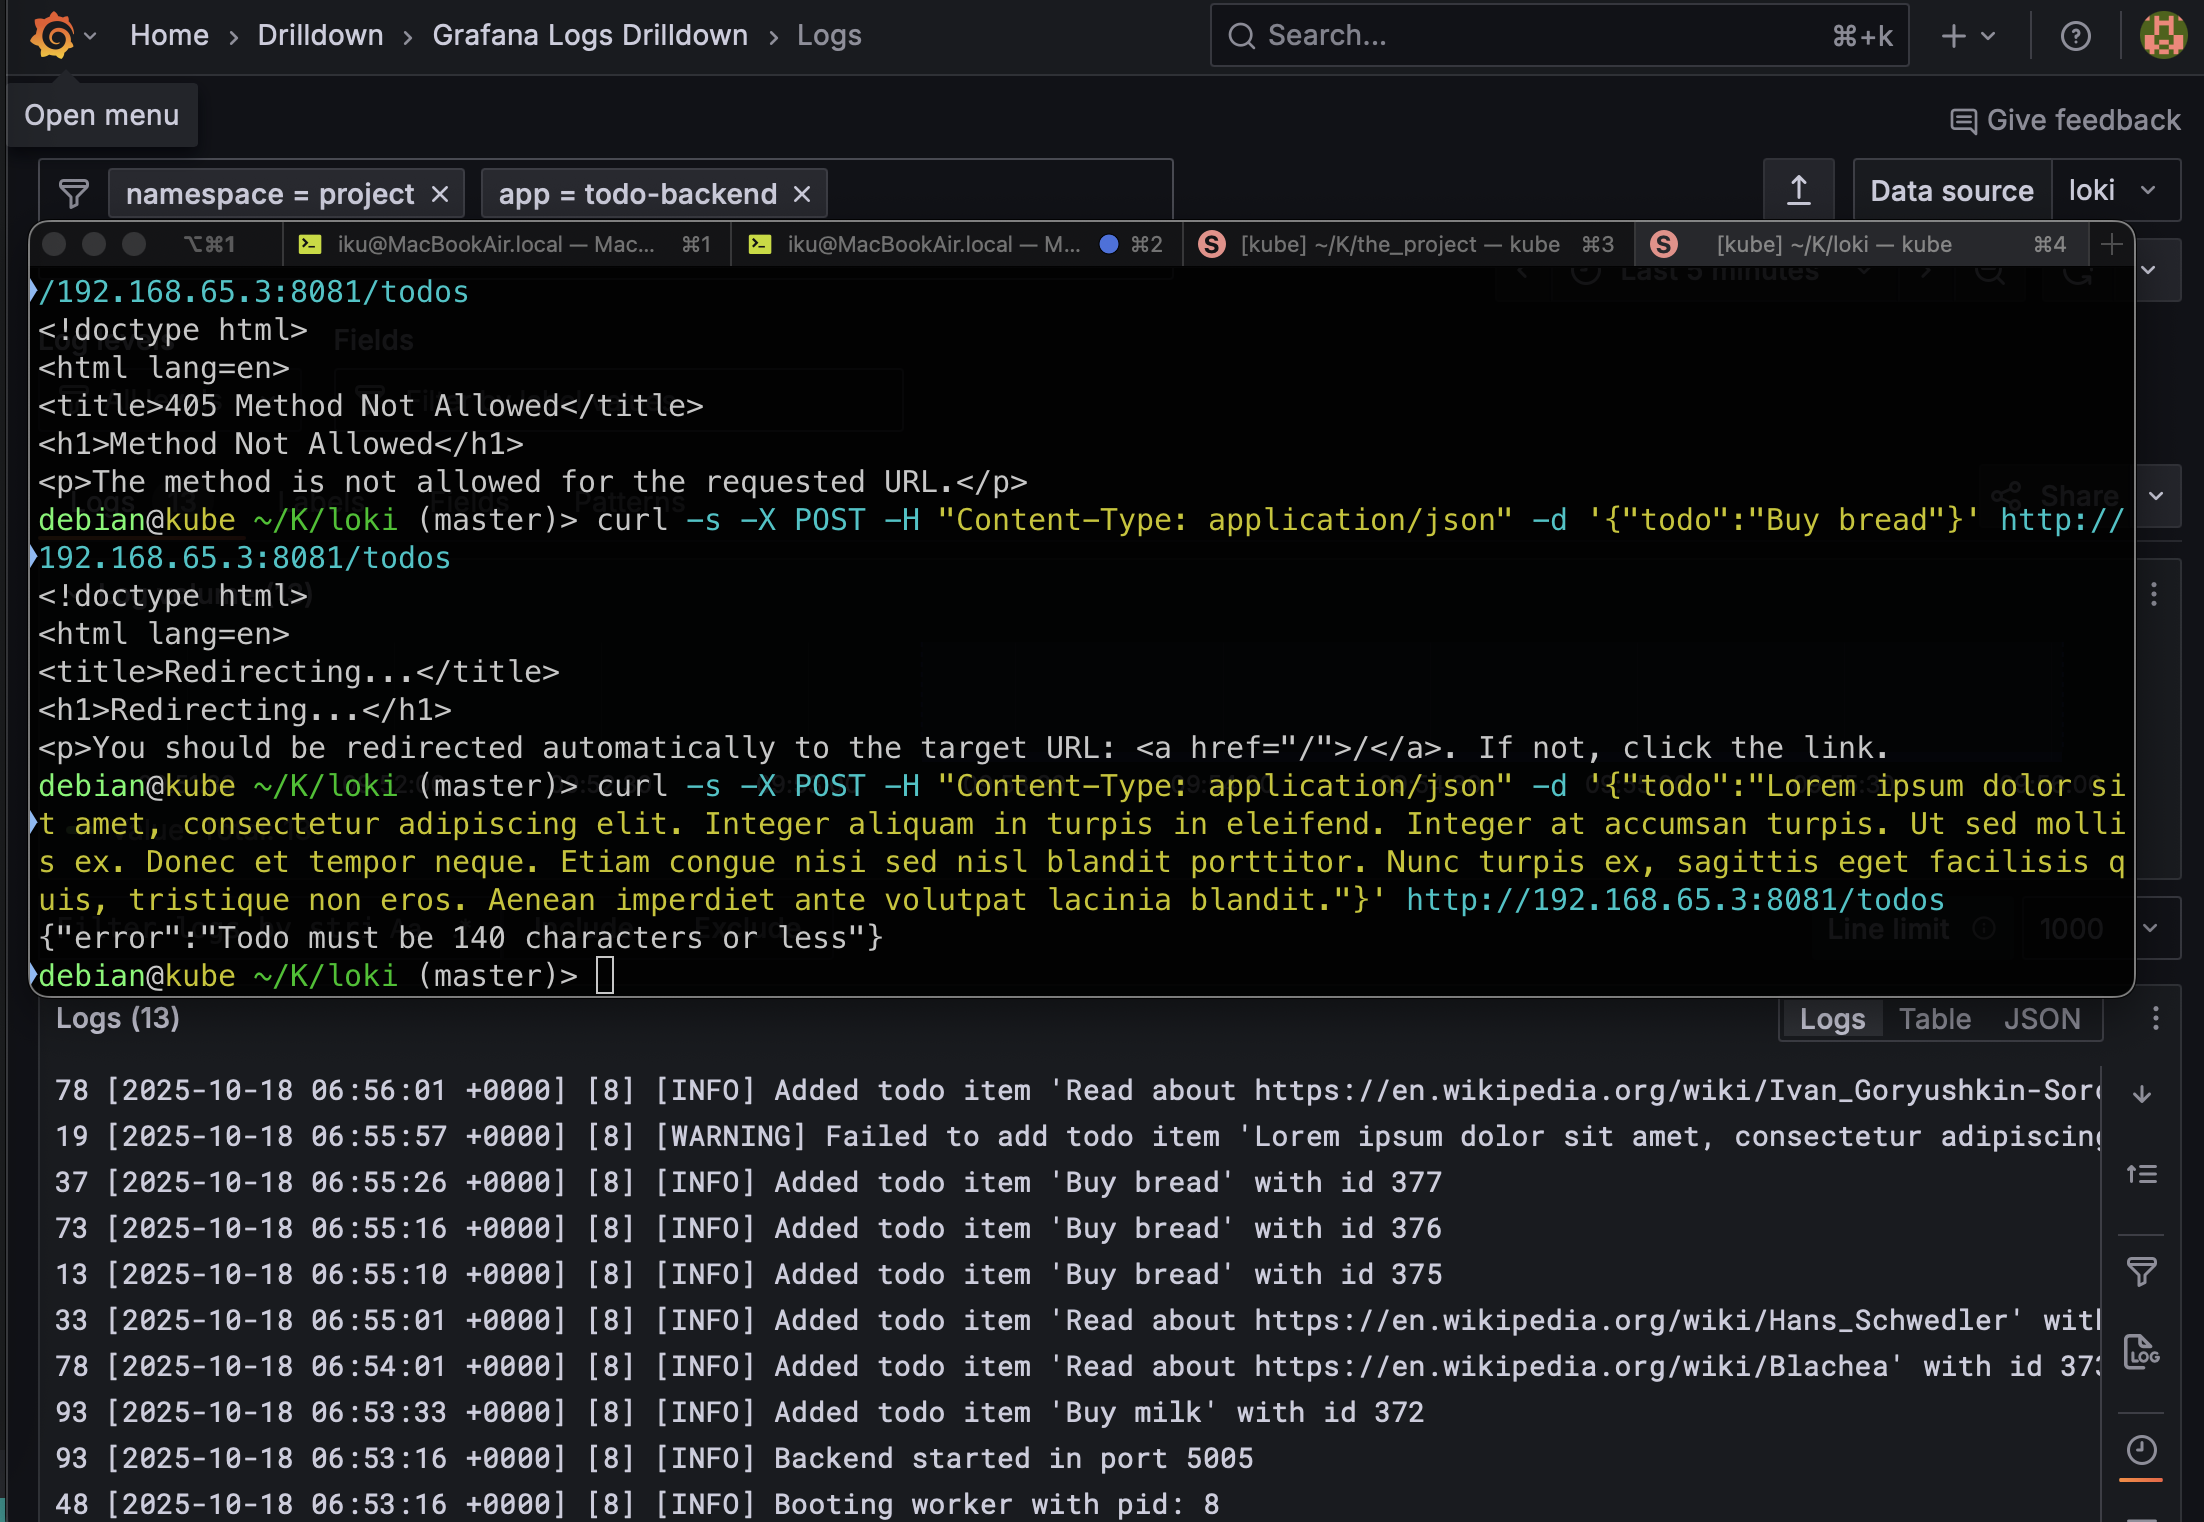 Home › Drilldown › Grafana Logs Drilldown › Logs
Search...
⌘+k
Open menu
Give feedback
namespace = project ×
app = todo-backend ×
Data source
loki
⌥⌘1
iku@MacBookAir.local — Mac... ⌘1
iku@MacBookAir.local — M... ⌘2
S [kube] ~/K/the_project — kube ⌘3
S [kube] ~/K/loki — kube ⌘4
Last 5 minutes
/192.168.65.3:8081/todos
<!doctype html>
Fields
<html lang=en>
<title>405 Method Not Allowed</title>
<h1>Method Not Allowed</h1>
<p>The method is not allowed for the requested URL.</p>
Share
debian@kube ~/K/loki (master)> curl -s -X POST -H "Content-Type: application/json" -d '{"todo":"Buy bread"}' http://
192.168.65.3:8081/todos
<!doctype html>
<html lang=en>
<title>Redirecting...</title>
<h1>Redirecting...</h1>
<p>You should be redirected automatically to the target URL: <a href="/">/</a>. If not, click the link.
debian@kube ~/K/loki (master)> curl -s -X POST -H "Content-Type: application/json" -d '{"todo":"Lorem ipsum dolor si
t amet, consectetur adipiscing elit. Integer aliquam in turpis in eleifend. Integer at accumsan turpis. Ut sed molli
s ex. Donec et tempor neque. Etiam congue nisi sed nisl blandit porttitor. Nunc turpis ex, sagittis eget facilisis q
uis, tristique non eros. Aenean imperdiet ante volutpat lacinia blandit."}' http://192.168.65.3:8081/todos
{"error":"Todo must be 140 characters or less"}
Line limit
1000
debian@kube ~/K/loki (master)>
Logs (13)
Logs Table JSON
78 [2025-10-18 06:56:01 +0000] [8] [INFO] Added todo item 'Read about https://en.wikipedia.org/wiki/Ivan_Goryushkin-Soro
19 [2025-10-18 06:55:57 +0000] [8] [WARNING] Failed to add todo item 'Lorem ipsum dolor sit amet, consectetur adipiscing
37 [2025-10-18 06:55:26 +0000] [8] [INFO] Added todo item 'Buy bread' with id 377
73 [2025-10-18 06:55:16 +0000] [8] [INFO] Added todo item 'Buy bread' with id 376
13 [2025-10-18 06:55:10 +0000] [8] [INFO] Added todo item 'Buy bread' with id 375
33 [2025-10-18 06:55:01 +0000] [8] [INFO] Added todo item 'Read about https://en.wikipedia.org/wiki/Hans_Schwedler' with
78 [2025-10-18 06:54:01 +0000] [8] [INFO] Added todo item 'Read about https://en.wikipedia.org/wiki/Blachea' with id 373
93 [2025-10-18 06:53:33 +0000] [8] [INFO] Added todo item 'Buy milk' with id 372
93 [2025-10-18 06:53:16 +0000] [8] [INFO] Backend started in port 5005
48 [2025-10-18 06:53:16 +0000] [8] [INFO] Booting worker with pid: 8
LOG